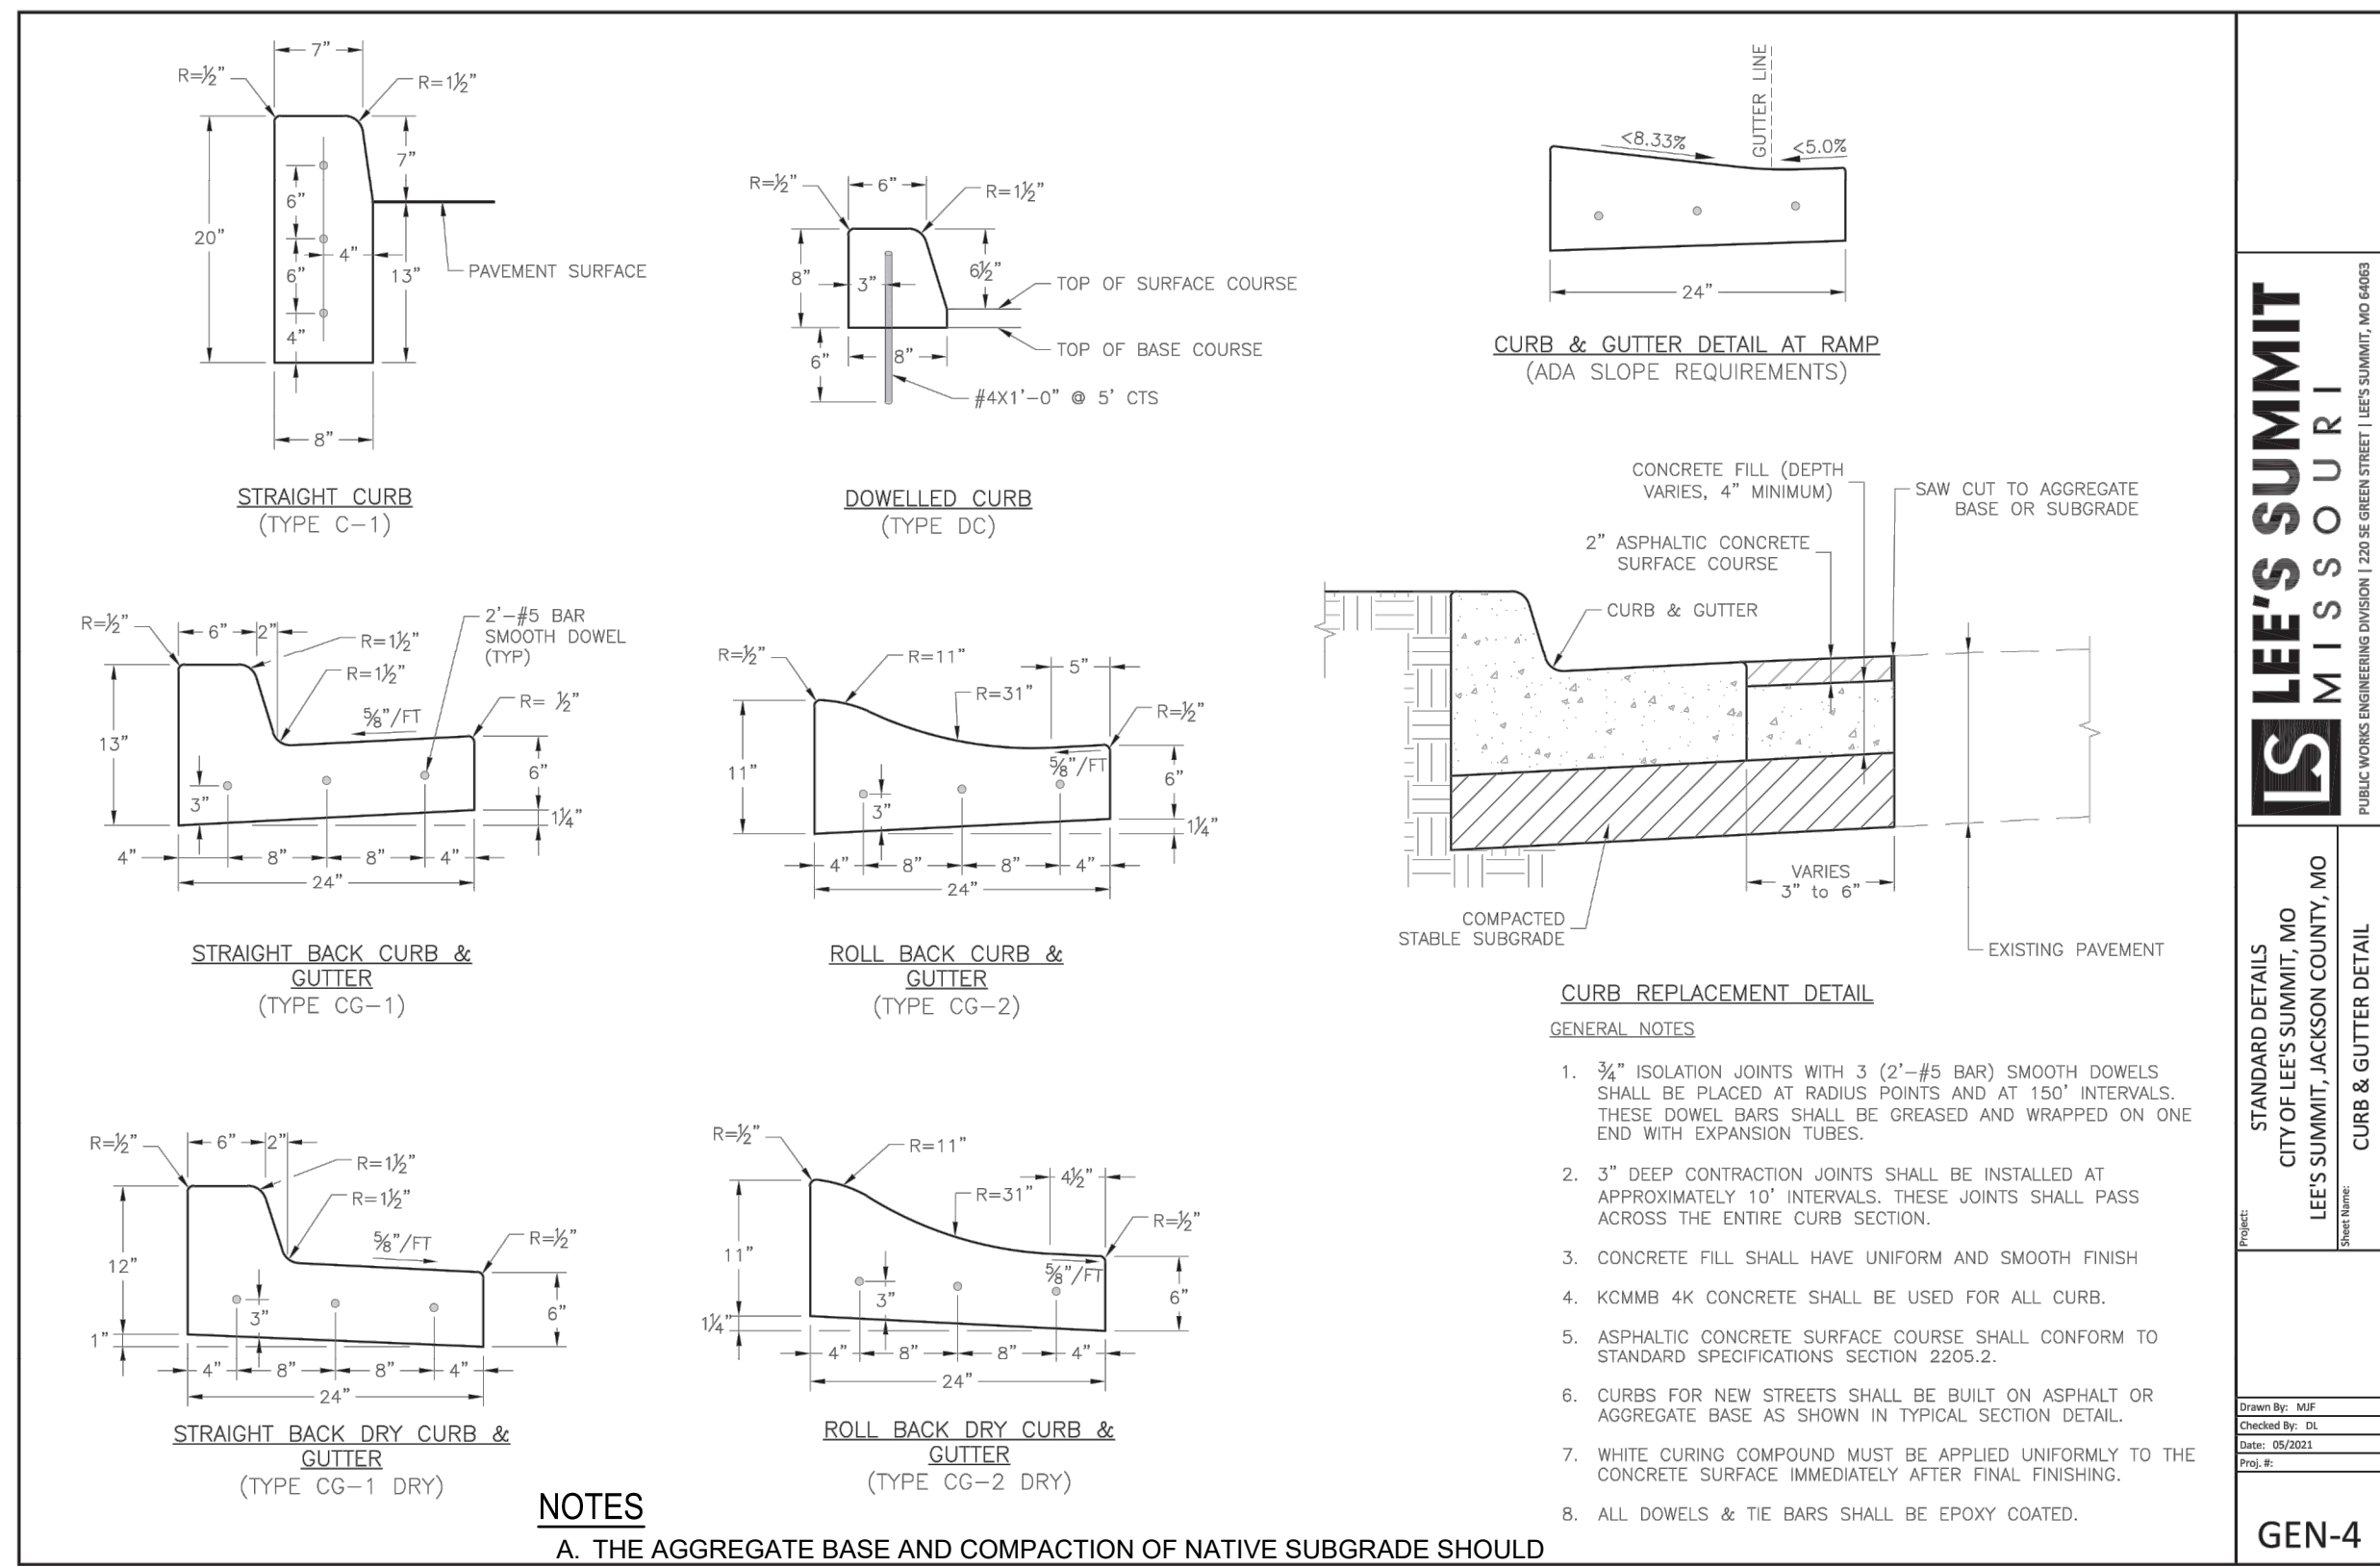 7”
R=½”
R=1½”
7”
6”
20”
4”
6”
13”
PAVEMENT SURFACE
4”
8”
STRAIGHT CURB
(TYPE C–1)
R=½”
6”
R=1½”
8”
3”
6½”
TOP OF SURFACE COURSE
TOP OF BASE COURSE
6”
8”
#4X1’–0” @ 5’ CTS
DOWELLED CURB
(TYPE DC)
GUTTER LINE
<8.33%
<5.0%
24”
CURB & GUTTER DETAIL AT RAMP
(ADA SLOPE REQUIREMENTS)
R=½”
6”
2”
R=1½”
R=1½”
2’–#5 BAR
SMOOTH DOWEL
(TYP)
R= ½”
⅝”/FT
13”
6”
3”
1¼”
4”
8”
8”
4”
24”
STRAIGHT BACK CURB &
GUTTER
(TYPE CG–1)
R=½”
R=11”
5”
R=31”
R=½”
11”
⅝”/FT
6”
3”
1¼”
4”
8”
8”
4”
24”
ROLL BACK CURB &
GUTTER
(TYPE CG–2)
CONCRETE FILL (DEPTH
VARIES, 4” MINIMUM)
SAW CUT TO AGGREGATE
BASE OR SUBGRADE
2” ASPHALTIC CONCRETE
SURFACE COURSE
CURB & GUTTER
VARIES
3” to 6”
COMPACTED
STABLE SUBGRADE
EXISTING PAVEMENT
CURB REPLACEMENT DETAIL
R=½”
6”
2”
R=1½”
R=1½”
⅝”/FT
R=½”
12”
3”
6”
1”
4”
8”
8”
4”
24”
STRAIGHT BACK DRY CURB &
GUTTER
(TYPE CG–1 DRY)
R=½”
R=11”
4½”
R=31”
R=½”
11”
⅝”/FT
3”
6”
1¼”
4”
8”
8”
4”
24”
ROLL BACK DRY CURB &
GUTTER
(TYPE CG–2 DRY)
GENERAL NOTES
1. ¾” ISOLATION JOINTS WITH 3 (2’–#5 BAR) SMOOTH DOWELS
SHALL BE PLACED AT RADIUS POINTS AND AT 150’ INTERVALS.
THESE DOWEL BARS SHALL BE GREASED AND WRAPPED ON ONE
END WITH EXPANSION TUBES.
2. 3” DEEP CONTRACTION JOINTS SHALL BE INSTALLED AT
APPROXIMATELY 10’ INTERVALS. THESE JOINTS SHALL PASS
ACROSS THE ENTIRE CURB SECTION.
3. CONCRETE FILL SHALL HAVE UNIFORM AND SMOOTH FINISH
4. KCMMB 4K CONCRETE SHALL BE USED FOR ALL CURB.
5. ASPHALTIC CONCRETE SURFACE COURSE SHALL CONFORM TO
STANDARD SPECIFICATIONS SECTION 2205.2.
6. CURBS FOR NEW STREETS SHALL BE BUILT ON ASPHALT OR
AGGREGATE BASE AS SHOWN IN TYPICAL SECTION DETAIL.
7. WHITE CURING COMPOUND MUST BE APPLIED UNIFORMLY TO THE
CONCRETE SURFACE IMMEDIATELY AFTER FINAL FINISHING.
8. ALL DOWELS & TIE BARS SHALL BE EPOXY COATED.
NOTES
A. THE AGGREGATE BASE AND COMPACTION OF NATIVE SUBGRADE SHOULD
LS
LEE'S SUMMIT
MISSOURI
PUBLIC WORKS ENGINEERING DIVISION | 220 SE GREEN STREET | LEE'S SUMMIT, MO 64063
Project:
STANDARD DETAILS
CITY OF LEE'S SUMMIT, MO
LEE'S SUMMIT, JACKSON COUNTY, MO
Sheet Name:
CURB & GUTTER DETAIL
Drawn By: MJF
Checked By: DL
Date: 05/2021
Proj. #:
GEN-4